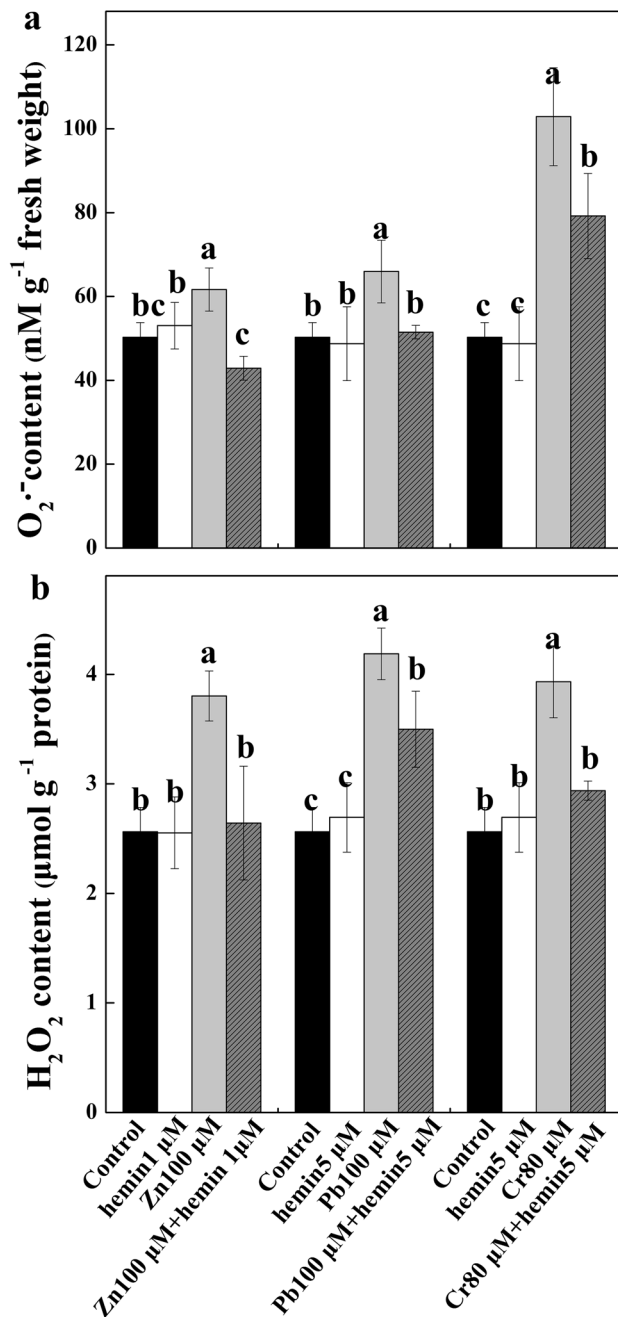 a
O₂·⁻content (nM g⁻¹ fresh weight)
120
100
80
60
40
20
0
bc b a c
b b a b
c c a b
b
H₂O₂ content (μmol g⁻¹ protein)
4
3
2
1
0
b b a b
c c a b
b b a b
Control
hemin1 μM
Zn100 μM
Zn100 μM+hemin 1μM
Control
hemin5 μM
Pb100 μM
Pb100 μM+hemin5 μM
Control
hemin5 μM
Cr80 μM
Cr80 μM+hemin5 μM